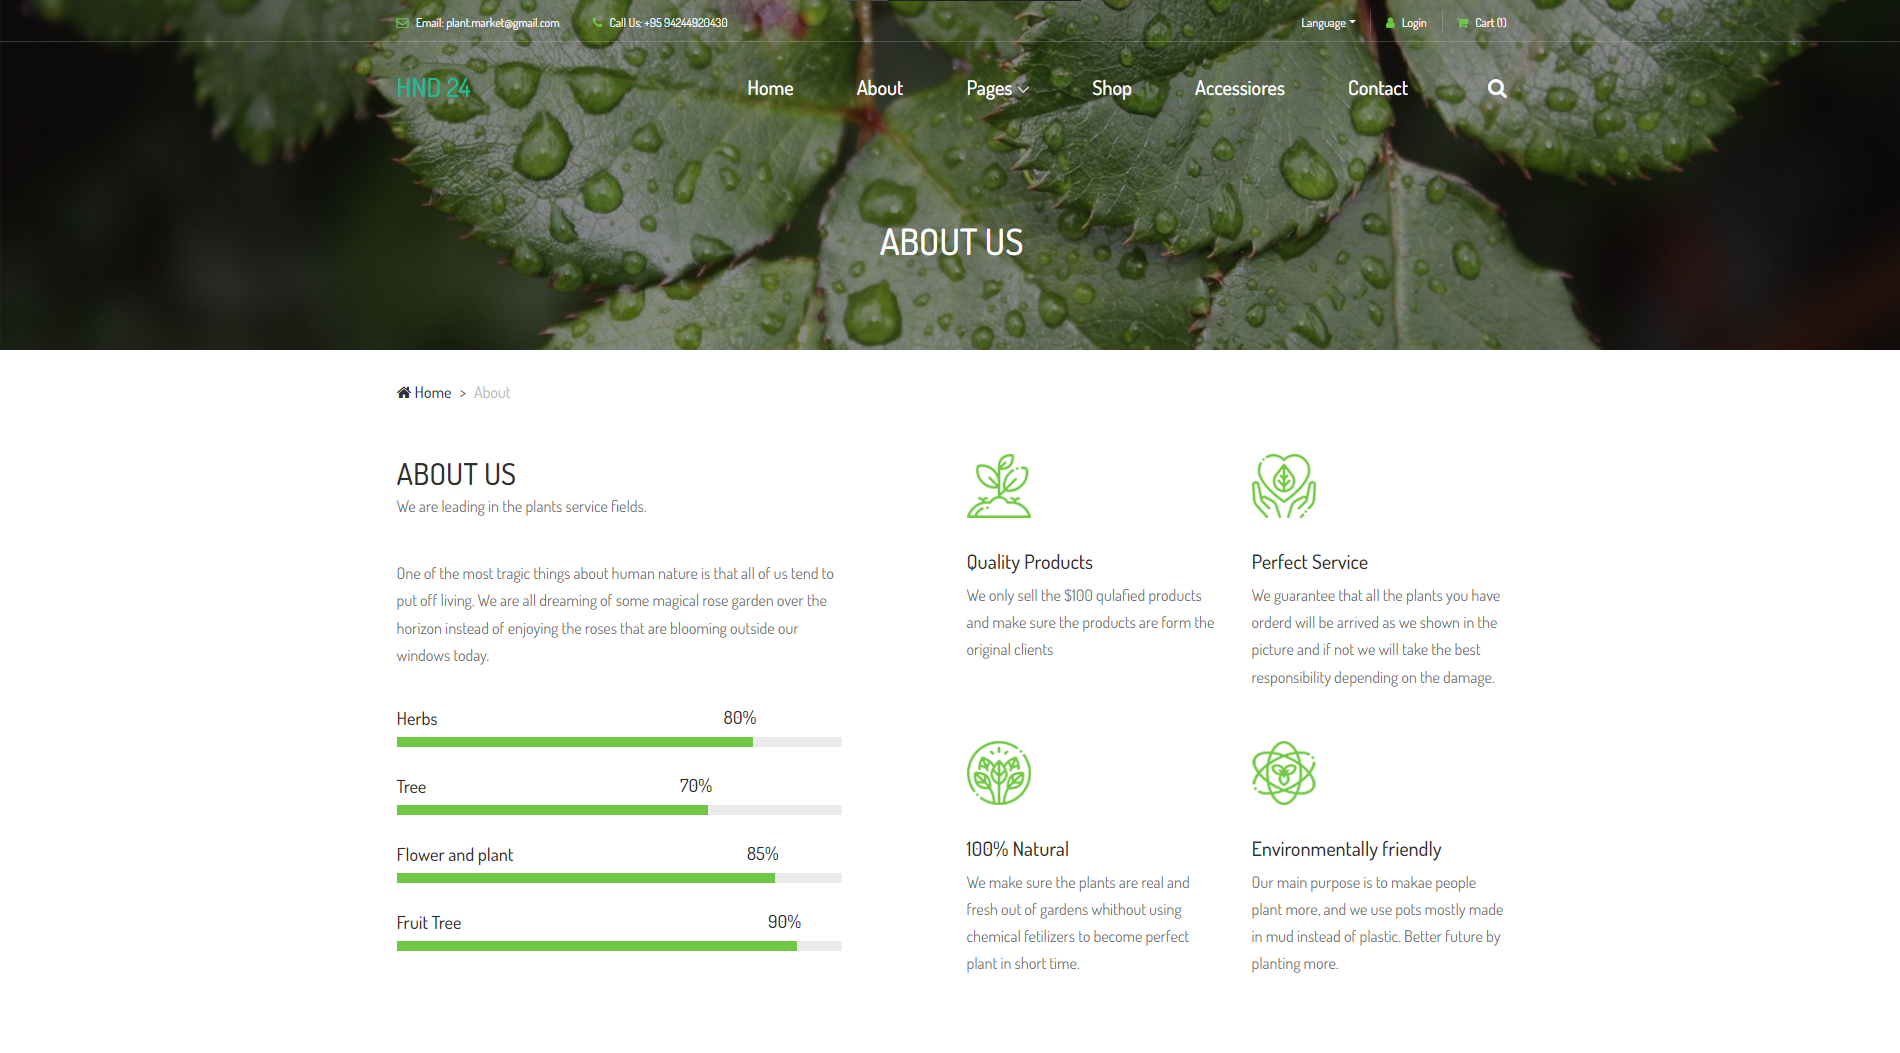 Email: plant.market@gmail.com
Call Us: +95 94244920430
Language
Login
Cart (1)
HND 24
Home
About
Pages
Shop
Accessiores
Contact
ABOUT US
Home > About
ABOUT US
We are leading in the plants service fields.
One of the most tragic things about human nature is that all of us tend to
put off living. We are all dreaming of some magical rose garden over the
horizon instead of enjoying the roses that are blooming outside our
windows today.
Herbs 80%
Tree 70%
Flower and plant 85%
Fruit Tree 90%
Quality Products
We only sell the $100 qulafied products
and make sure the products are form the
original clients
Perfect Service
We guarantee that all the plants you have
orderd will be arrived as we shown in the
picture and if not we will take the best
responsibility depending on the damage.
100% Natural
We make sure the plants are real and
fresh out of gardens whithout using
chemical fetilizers to become perfect
plant in short time.
Environmentally friendly
Our main purpose is to makae people
plant more, and we use pots mostly made
in mud instead of plastic. Better future by
planting more.